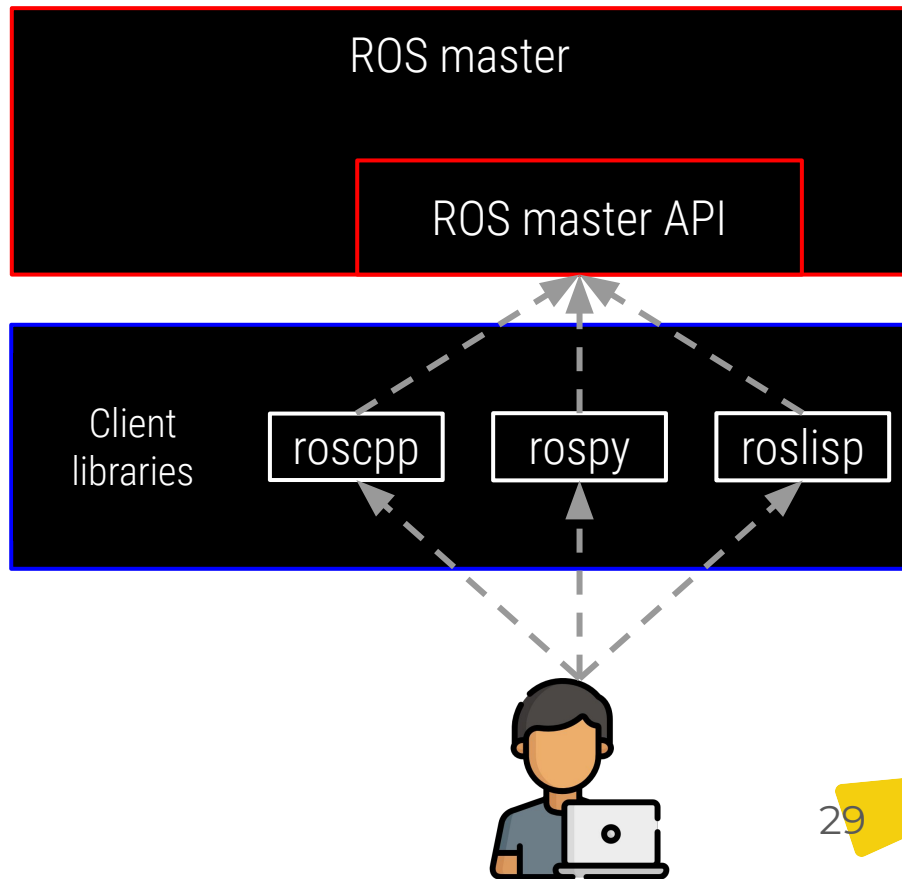 ROS master
ROS master API
Client
libraries
roscpp
rospy
roslisp
29